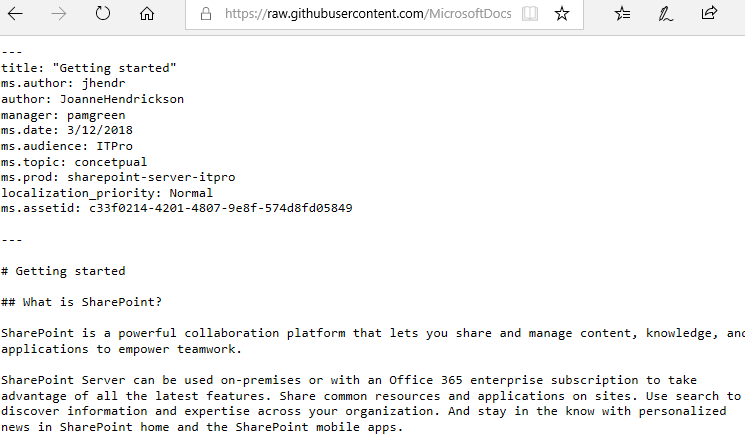 https://raw.githubusercontent.com/MicrosoftDocs
---
title: "Getting started"
ms.author: jhendr
author: JoanneHendrickson
manager: pamgreen
ms.date: 3/12/2018
ms.audience: ITPro
ms.topic: concetpual
ms.prod: sharepoint-server-itpro
localization_priority: Normal
ms.assetid: c33f0214-4201-4807-9e8f-574d8fd05849
---
# Getting started
## What is SharePoint?
SharePoint is a powerful collaboration platform that lets you share and manage content, knowledge, and
applications to empower teamwork.
SharePoint Server can be used on-premises or with an Office 365 enterprise subscription to take
advantage of all the latest features. Share common resources and applications on sites. Use search to
discover information and expertise across your organization. And stay in the know with personalized
news in SharePoint home and the SharePoint mobile apps.